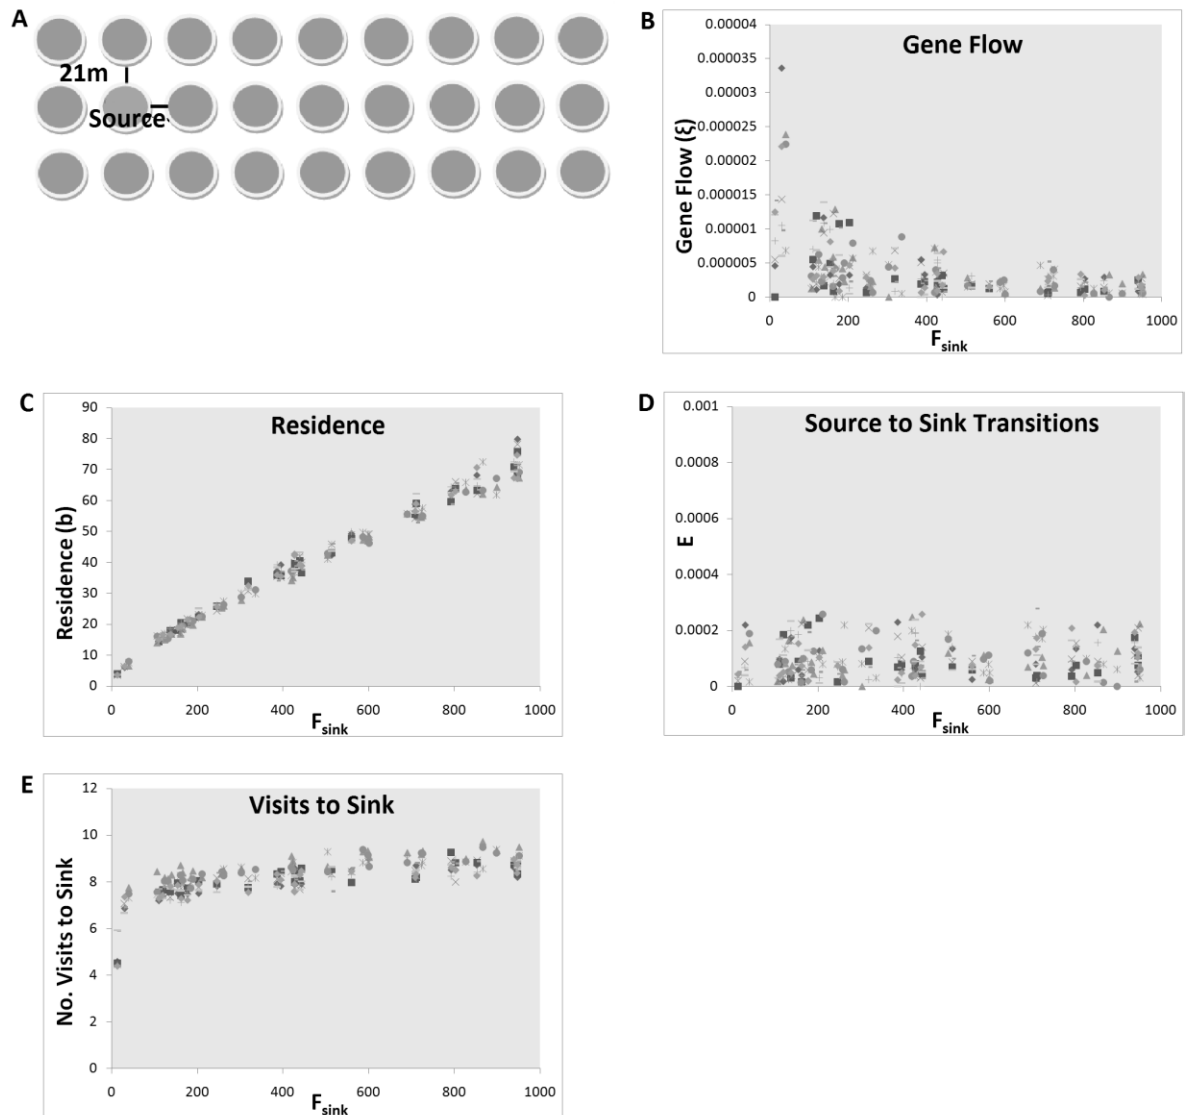 A
21m
Source
B
Gene Flow
0.00004
0.000035
0.00003
0.000025
0.00002
0.000015
0.00001
0.000005
0
Gene Flow (ξ)
0 200 400 600 800 1000
Fsink
C
Residence
90
80
70
60
50
40
30
20
10
0
Residence (b)
0 200 400 600 800 1000
Fsink
D
Source to Sink Transitions
0.001
0.0008
0.0006
0.0004
0.0002
0
E
0 200 400 600 800 1000
Fsink
E
Visits to Sink
12
10
8
6
4
2
0
No. Visits to Sink
0 200 400 600 800 1000
Fsink